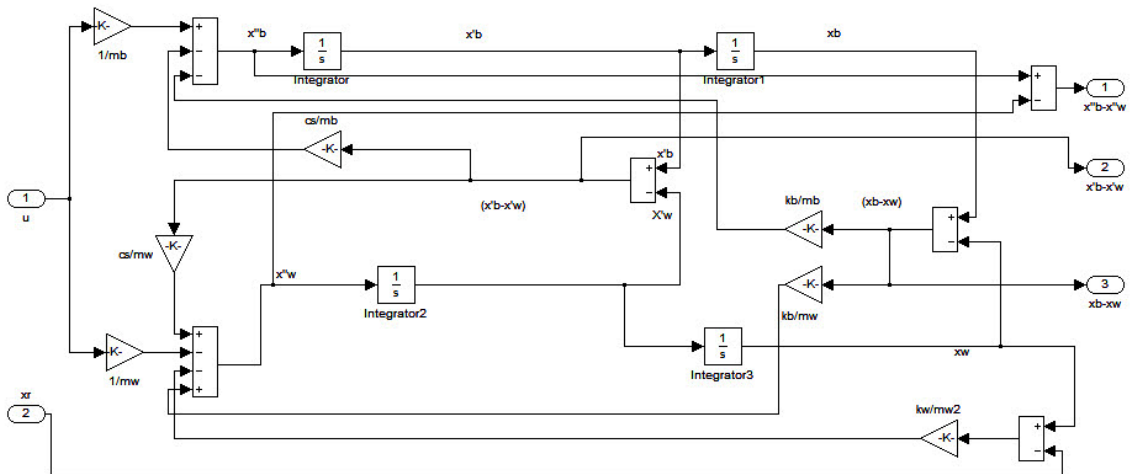 -K-
1/mb
+
−
−
x''b
1
s
Integrator
x'b
1
s
Integrator1
xb
+
−
1
x''b-x''w
cs/mb
-K-
x'b
+
−
X'w
2
x'b-x'w
1
u
(x'b-x'w)
kb/mb
-K-
(xb-xw)
+
−
-K-
cs/mw
x''w
1
s
Integrator2
-K-
kb/mw
3
xb-xw
-K-
1/mw
+
−
−
+
1
s
Integrator3
xw
xr
2
kw/mw2
-K-
+
−